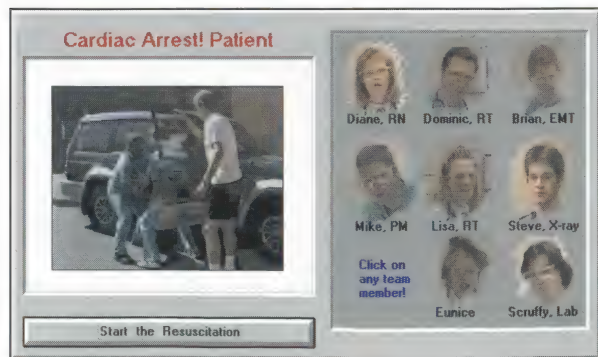 Cardiac Arrest! Patient
Diane, RN Dominic, RT Brian, EMT
Mike, PM Lisa, RT Steve, X-ray
Click on
any team
member!
Eunice Scruffy, Lab
Start the Resuscitation